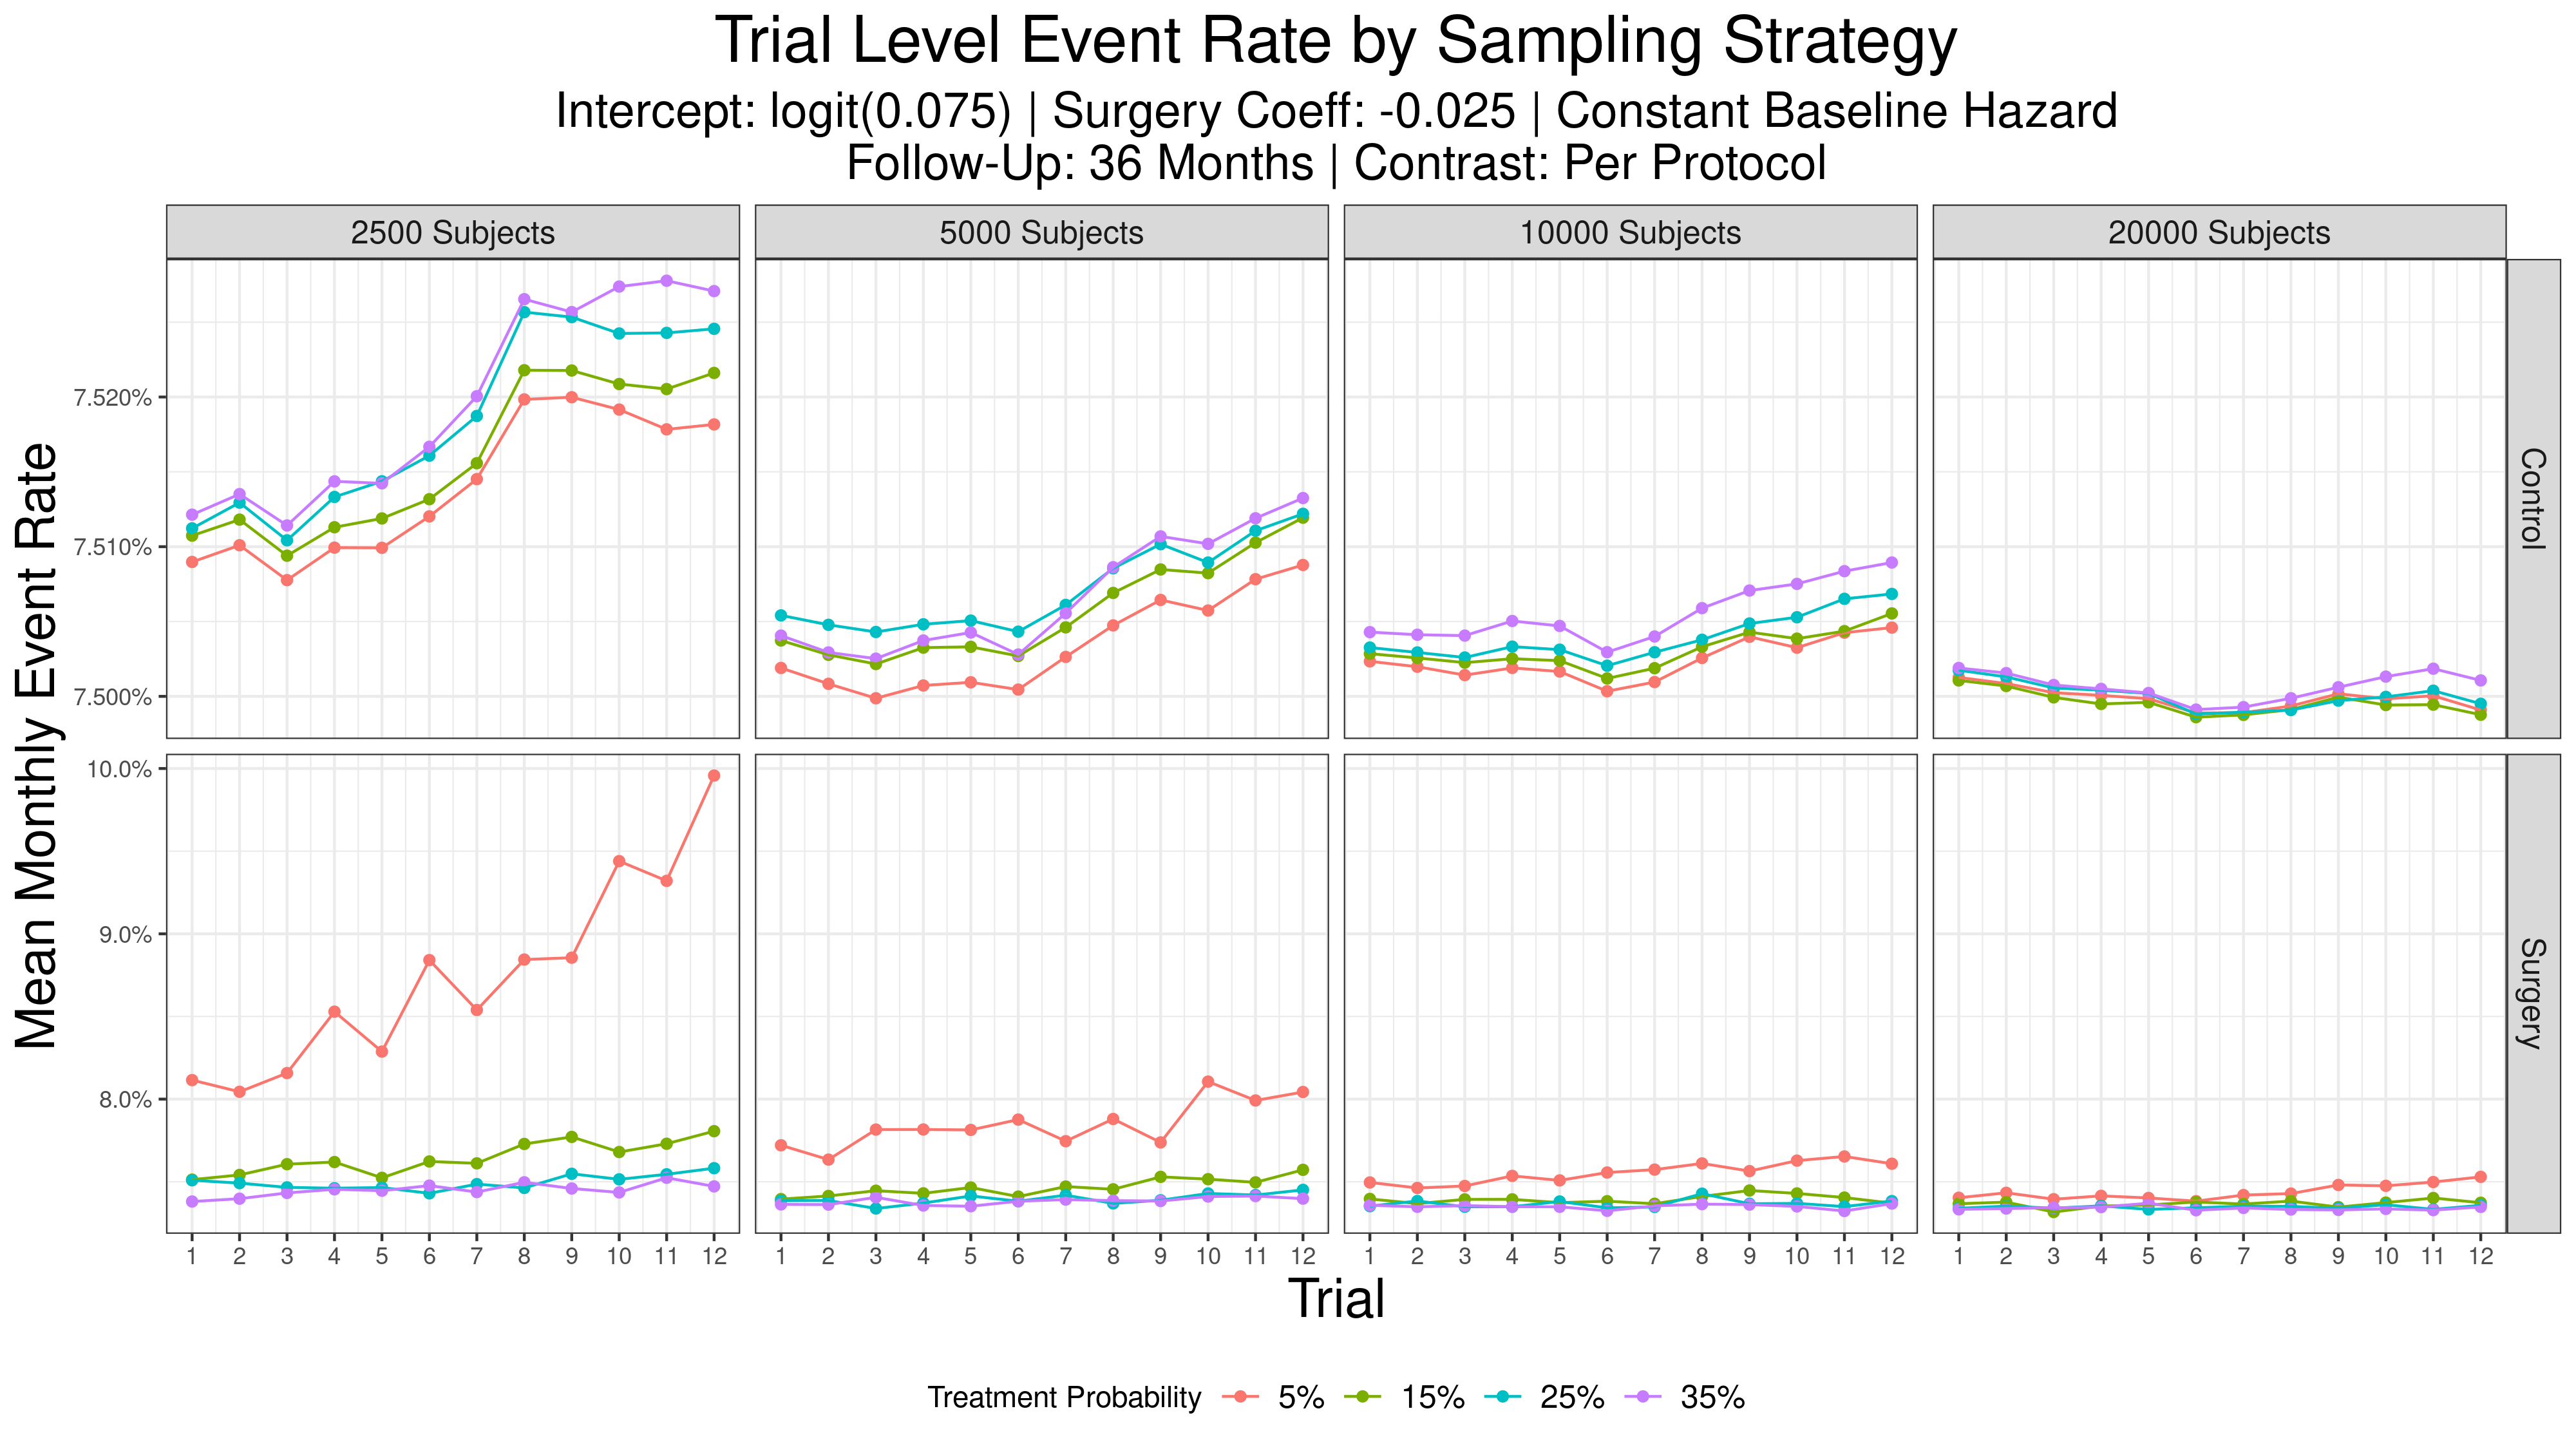 Trial Level Event Rate by Sampling Strategy
Intercept: logit(0.075) | Surgery Coeff: -0.025 | Constant Baseline Hazard
Follow-Up: 36 Months | Contrast: Per Protocol
2500 Subjects
5000 Subjects
10000 Subjects
20000 Subjects
Mean Monthly Event Rate
7.520%
7.510%
7.500%
Control
10.0%
9.0%
8.0%
Surgery
1 2 3 4 5 6 7 8 9 10 11 12
1 2 3 4 5 6 7 8 9 10 11 12
1 2 3 4 5 6 7 8 9 10 11 12
1 2 3 4 5 6 7 8 9 10 11 12
Trial
Treatment Probability 5% 15% 25% 35%